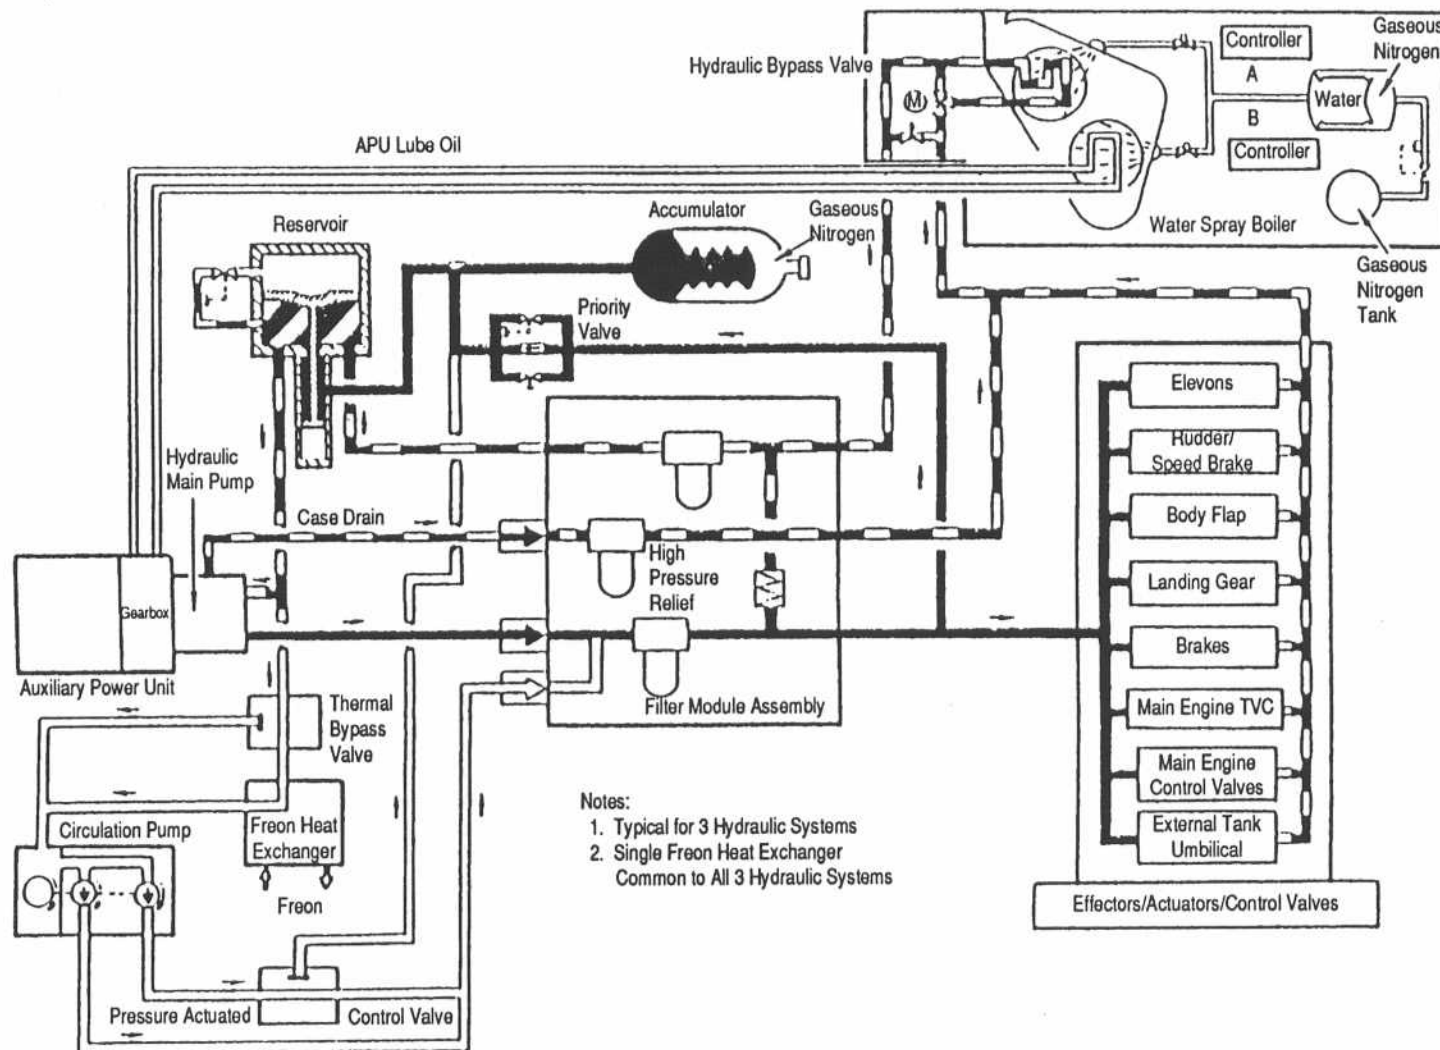 Hydraulic Bypass Valve
M
Controller
A
B
Controller
Gaseous
Nitrogen
Water
Water Spray Boiler
Gaseous
Nitrogen
Tank
APU Lube Oil
Reservoir
Accumulator
Gaseous
Nitrogen
Priority
Valve
Hydraulic
Main Pump
Case Drain
High
Pressure
Relief
Gearbox
Auxiliary Power Unit
Filter Module Assembly
Thermal
Bypass
Valve
Circulation Pump
Freon Heat
Exchanger
Freon
Pressure Actuated
Control Valve
Notes:
1. Typical for 3 Hydraulic Systems
2. Single Freon Heat Exchanger
Common to All 3 Hydraulic Systems
Elevons
Rudder/
Speed Brake
Body Flap
Landing Gear
Brakes
Main Engine TVC
Main Engine
Control Valves
External Tank
Umbilical
Effectors/Actuators/Control Valves